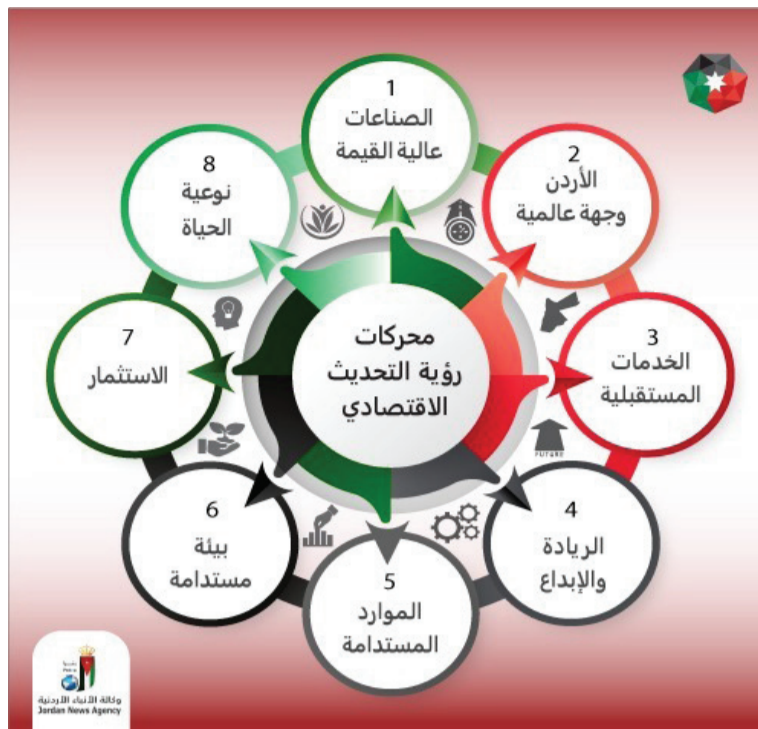 محركات
رؤية التحديث
الاقتصادي
1
الصناعات
عالية القيمة
2
الأردن
وجهة عالمية
3
الخدمات
المستقبلية
4
الريادة
والإبداع
5
الموارد
المستدامة
6
بيئة
مستدامة
7
الاستثمار
8
نوعية
الحياة
FUTURE
وكالة الأنباء الأردنية
Jordan News Agency